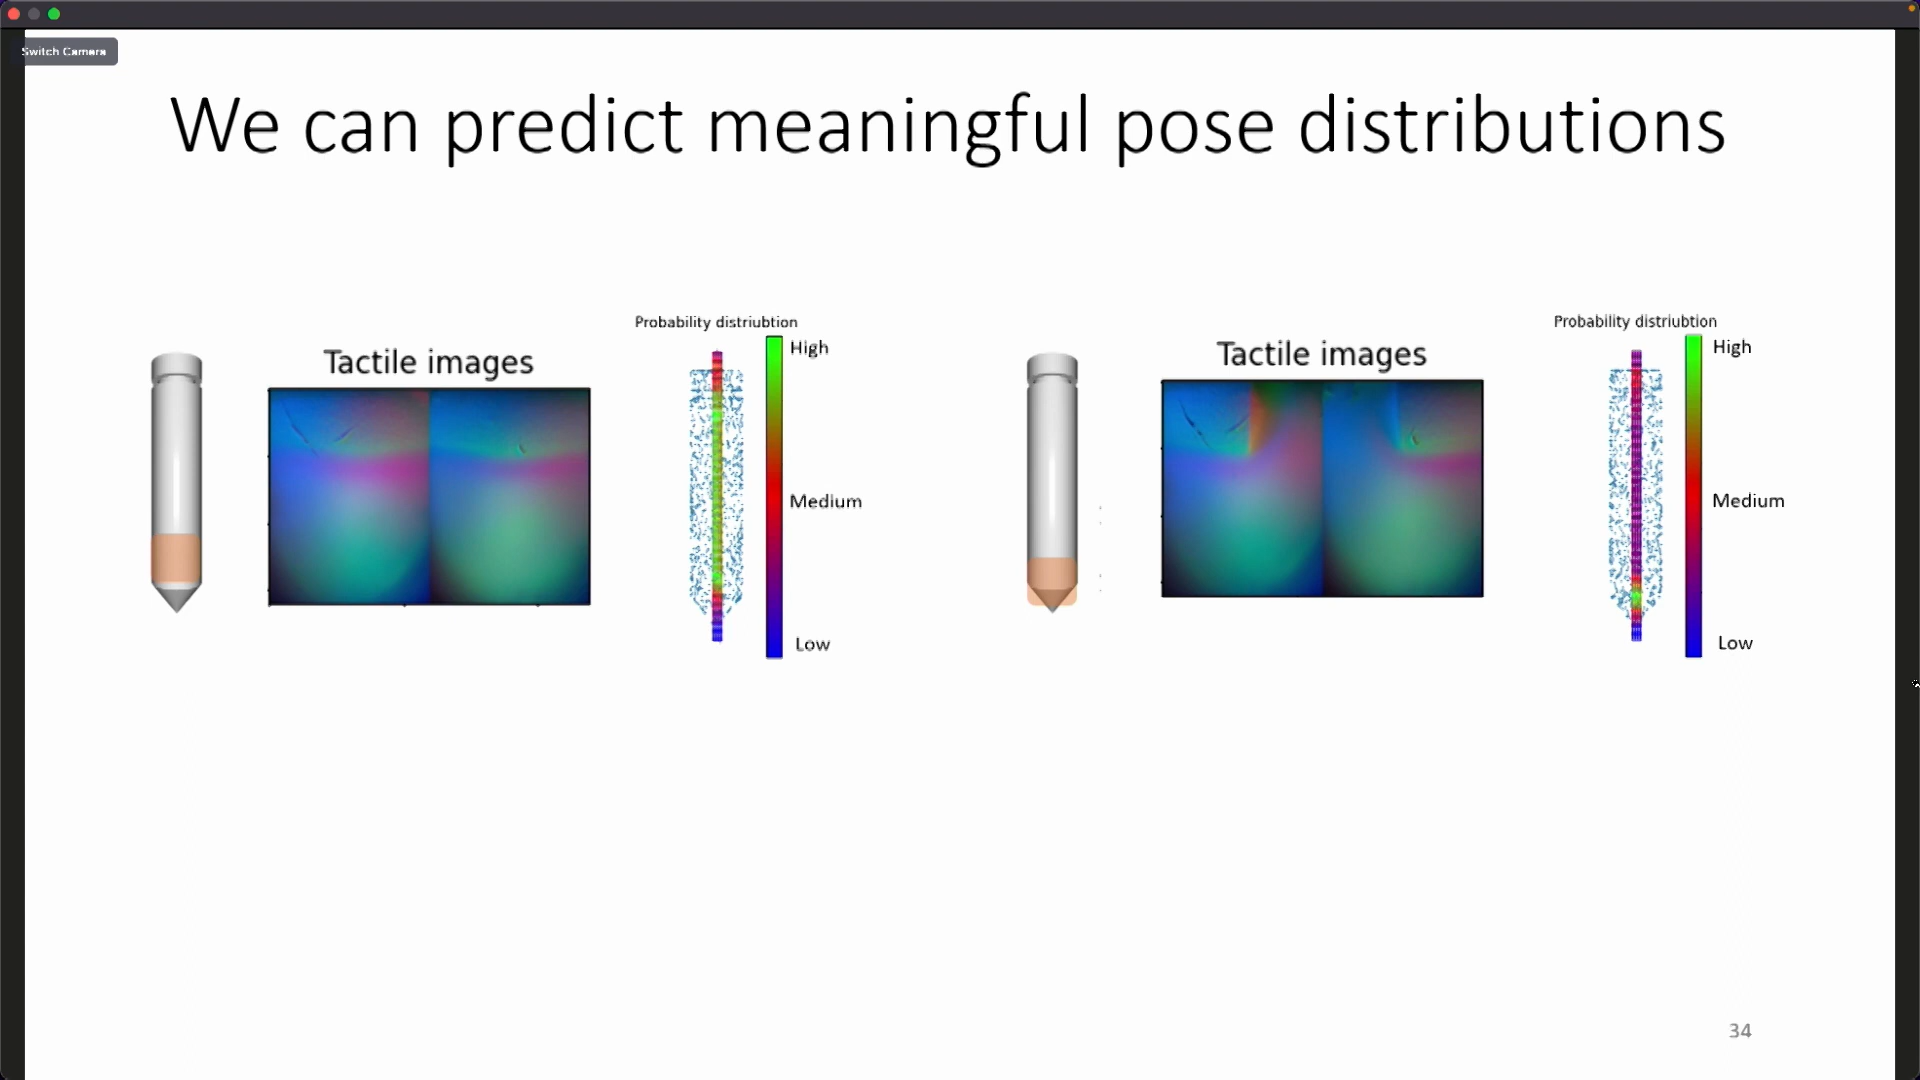 Switch Camera
We can predict meaningful pose distributions
Tactile images
Probability distriubtion
High
Medium
Low
Tactile images
Probability distriubtion
High
Medium
Low
34